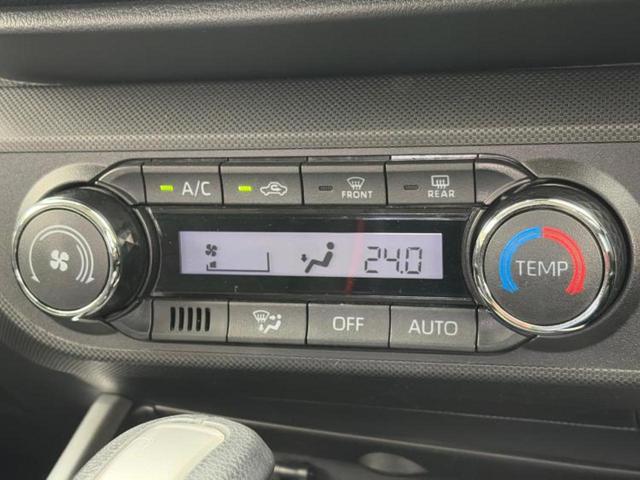 A/C FRONT REAR
24.0 TEMP
OFF AUTO